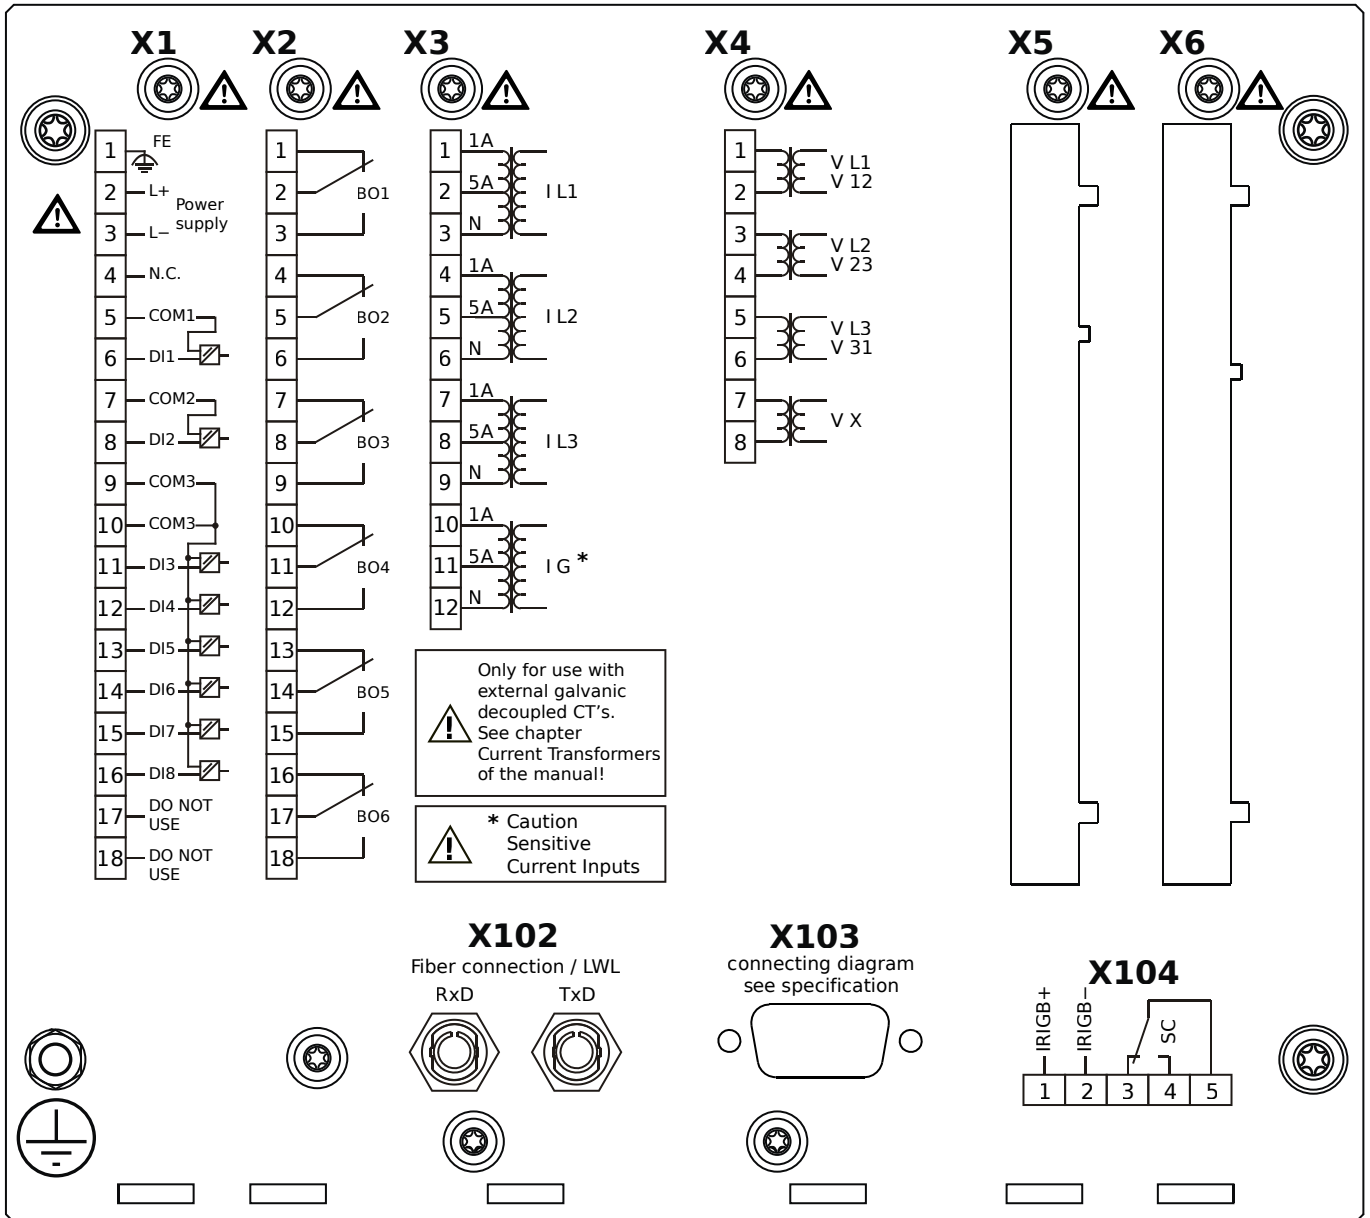 X1
X2
X3
X4
X5
X6
1 FE
2 L+
Power
supply
3 L−
4 N.C.
5 COM1
6 DI1
7 COM2
8 DI2
9 COM3
10 COM3
11 DI3
12 DI4
13 DI5
14 DI6
15 DI7
16 DI8
17 DO NOT
USE
18 DO NOT
USE
1
2 BO1
3
4
5 BO2
6
7
8 BO3
9
10
11 BO4
12
13
14 BO5
15
16
17 BO6
18
1 1A
2 5A I L1
3 N
4 1A
5 5A I L2
6 N
7 1A
8 5A I L3
9 N
10 1A
11 5A I G *
12 N
Only for use with
external galvanic
decoupled CT's.
See chapter
Current Transformers
of the manual!
* Caution
Sensitive
Current Inputs
1 V L1
2 V 12
3 V L2
4 V 23
5 V L3
6 V 31
7 V X
8
X102
Fiber connection / LWL
RxD TxD
X103
connecting diagram
see specification
X104
IRIGB+
IRIGB−
SC
1 2 3 4 5